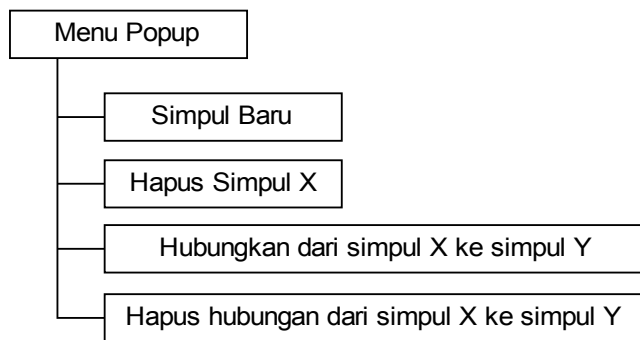 Menu Popup
Simpul Baru
Hapus Simpul X
Hubungkan dari simpul X ke simpul Y
Hapus hubungan dari simpul X ke simpul Y